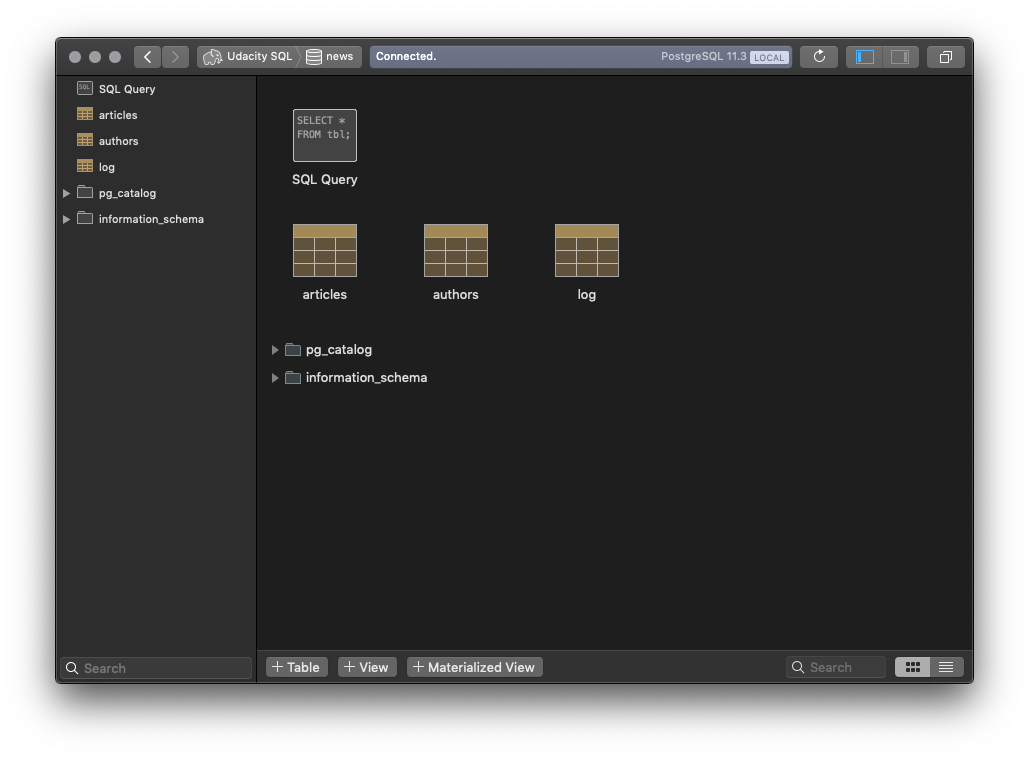 Udacity SQL
news
Connected.
PostgreSQL 11.3 LOCAL
SQL SQL Query
articles
authors
log
pg_catalog
information_schema
SELECT *
FROM tbl;
SQL Query
articles authors log
pg_catalog
information_schema
Search
+ Table + View + Materialized View
Search